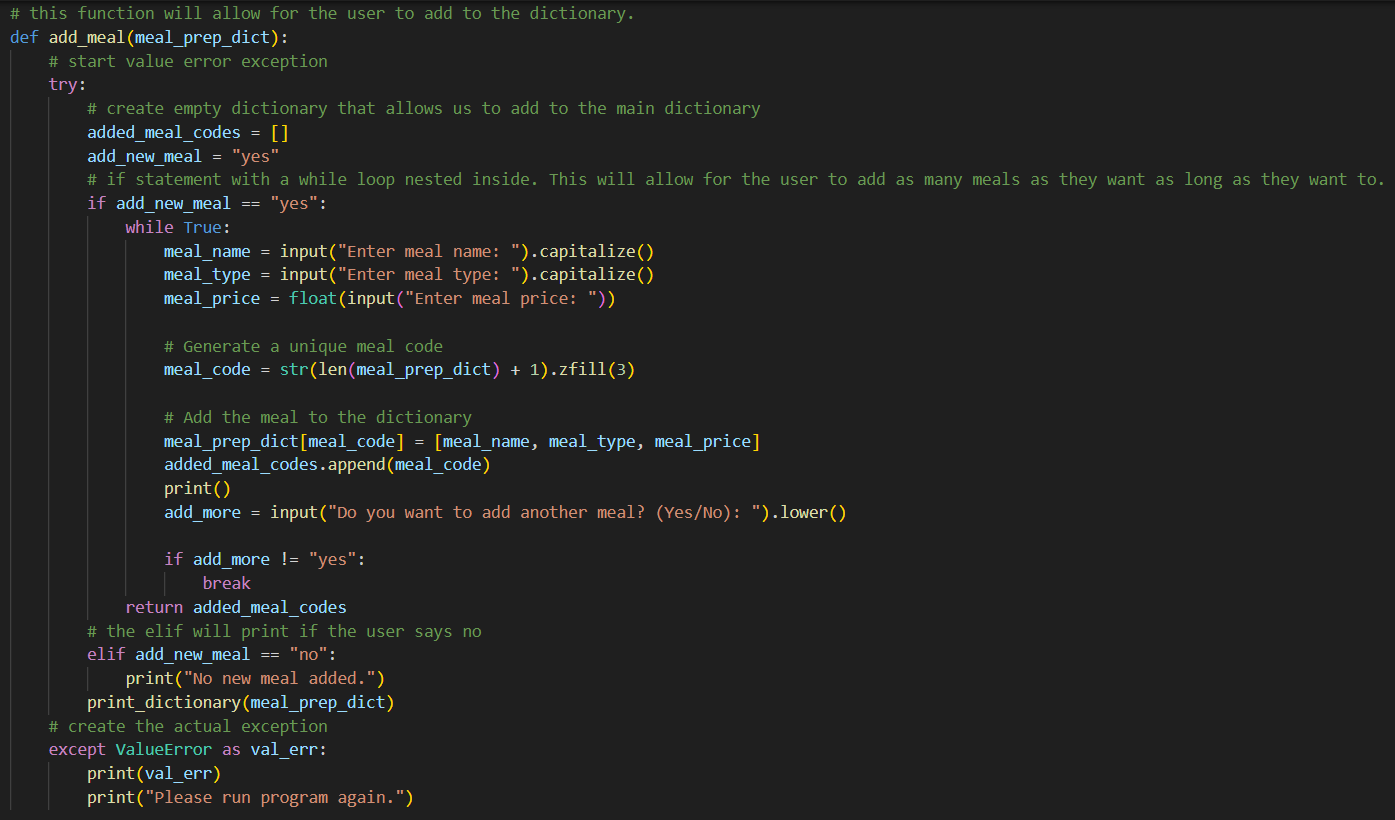 # this function will allow for the user to add to the dictionary.
def add_meal(meal_prep_dict):
    # start value error exception
    try:
        # create empty dictionary that allows us to add to the main dictionary
        added_meal_codes = []
        add_new_meal = "yes"
        # if statement with a while loop nested inside. This will allow for the user to add as many meals as they want as long as they want to.
        if add_new_meal == "yes":
            while True:
                meal_name = input("Enter meal name: ").capitalize()
                meal_type = input("Enter meal type: ").capitalize()
                meal_price = float(input("Enter meal price: "))

                # Generate a unique meal code
                meal_code = str(len(meal_prep_dict) + 1).zfill(3)

                # Add the meal to the dictionary
                meal_prep_dict[meal_code] = [meal_name, meal_type, meal_price]
                added_meal_codes.append(meal_code)
                print()
                add_more = input("Do you want to add another meal? (Yes/No): ").lower()

                if add_more != "yes":
                    break
            return added_meal_codes
        # the elif will print if the user says no
        elif add_new_meal == "no":
            print("No new meal added.")
        print_dictionary(meal_prep_dict)
    # create the actual exception
    except ValueError as val_err:
        print(val_err)
        print("Please run program again.")